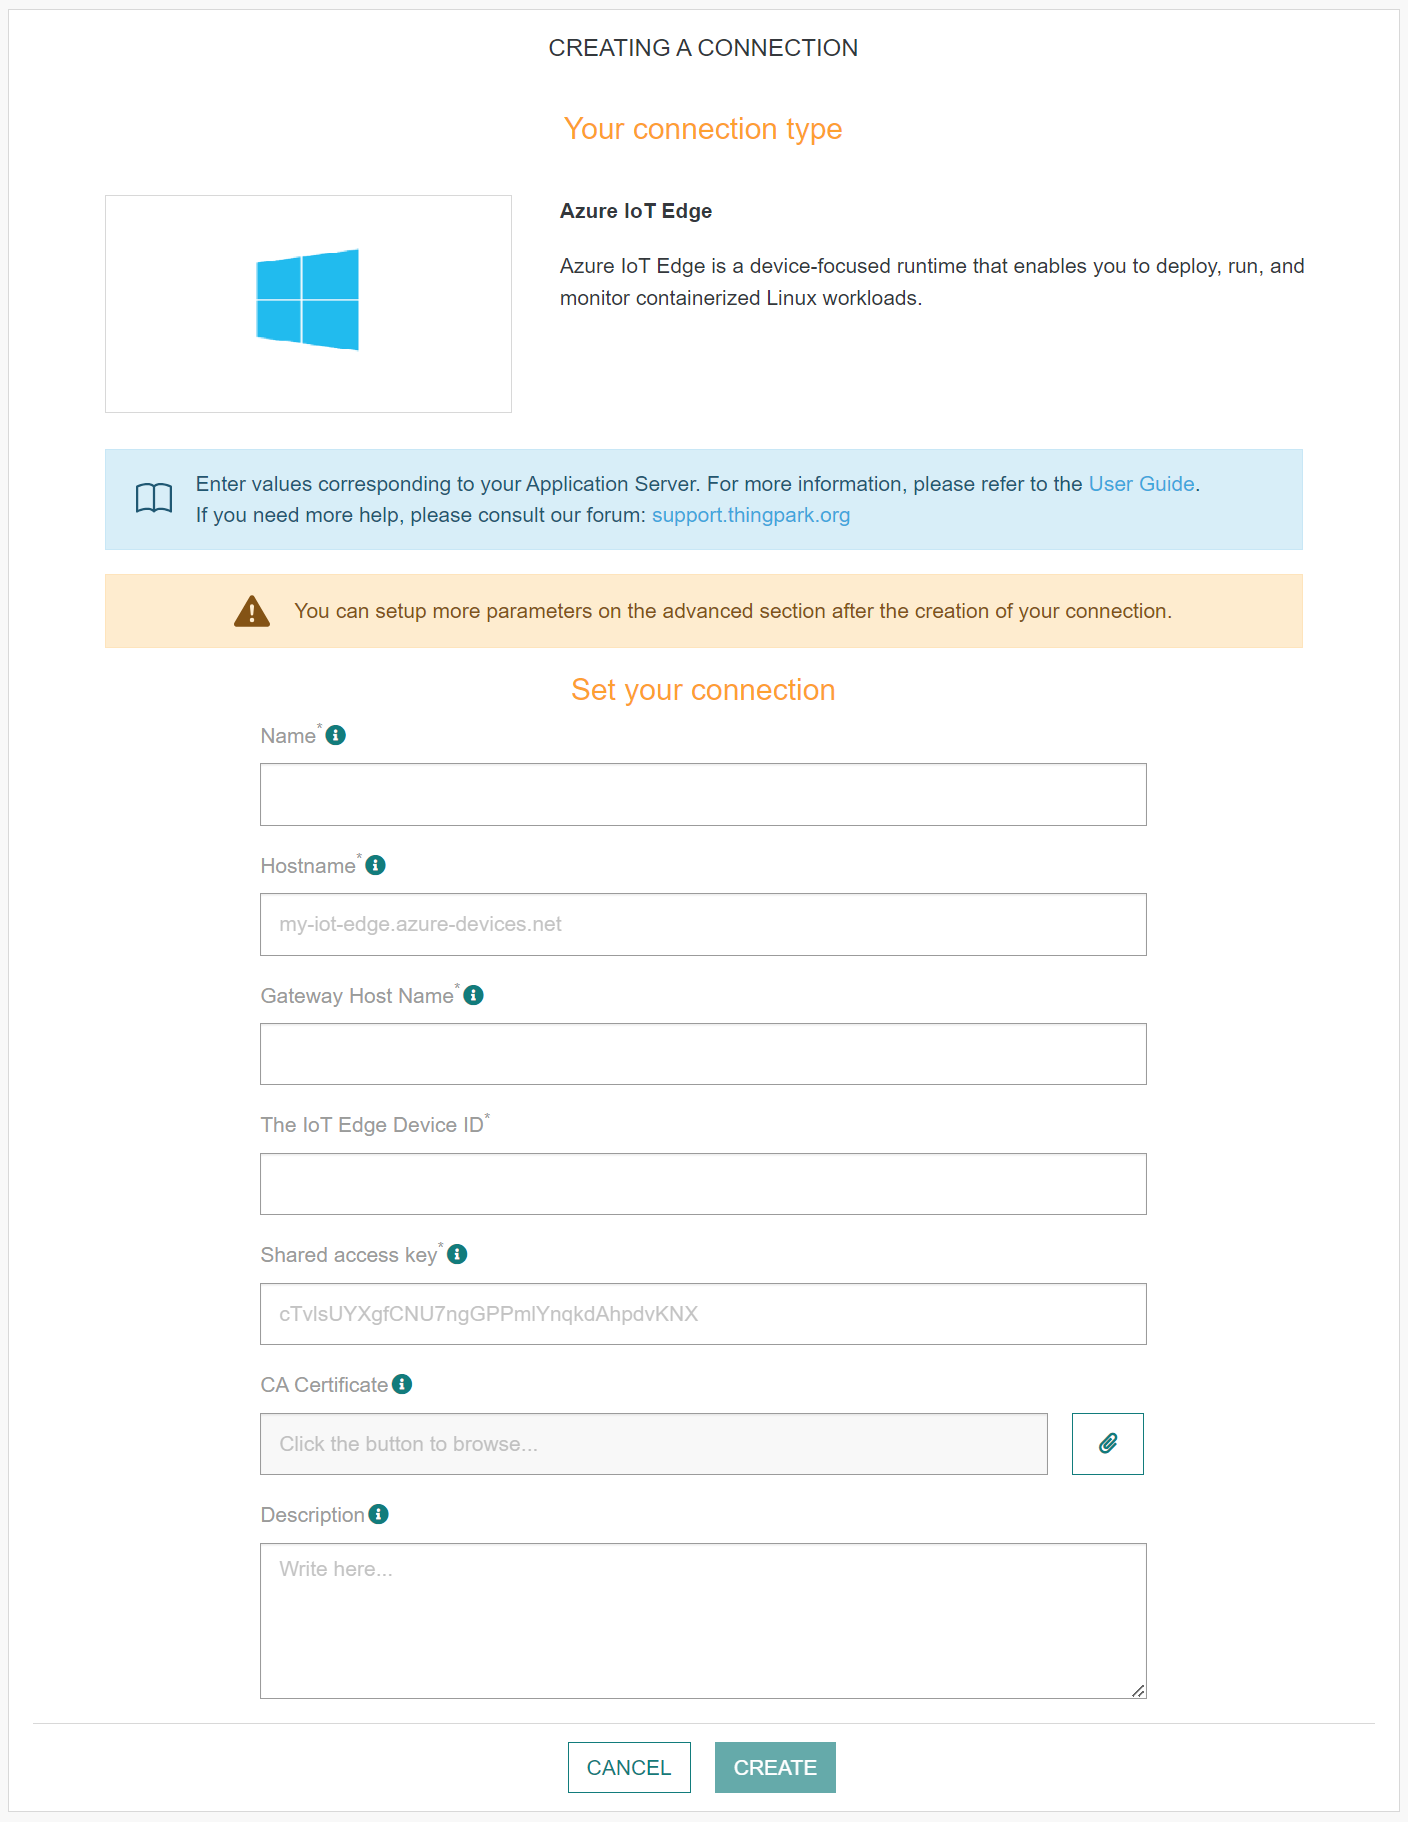 CREATING A CONNECTION
Your connection type
Azure IoT Edge
Azure IoT Edge is a device-focused runtime that enables you to deploy, run, and
monitor containerized Linux workloads.
Enter values corresponding to your Application Server. For more information, please refer to the User Guide.
If you need more help, please consult our forum: support.thingpark.org
You can setup more parameters on the advanced section after the creation of your connection.
Set your connection
Name*
Hostname*
my-iot-edge.azure-devices.net
Gateway Host Name*
The IoT Edge Device ID*
Shared access key*
cTvlsUYXgfCNU7ngGPPmlYnqkdAhpdvKNX
CA Certificate
Click the button to browse...
Description
Write here...
CANCEL
CREATE